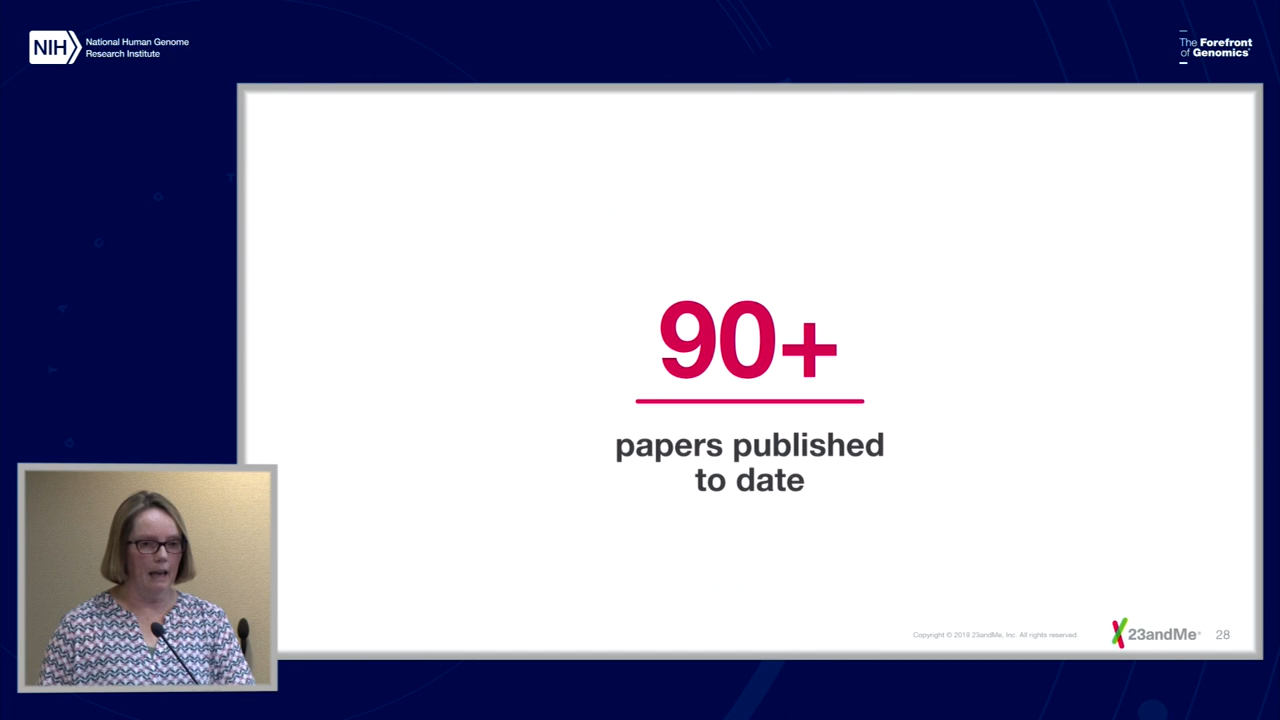 NIH
National Human Genome
Research Institute
The Forefront
of Genomics®
90+
papers published
to date
Copyright © 2019 23andMe, Inc. All rights reserved.
23andMe®
28